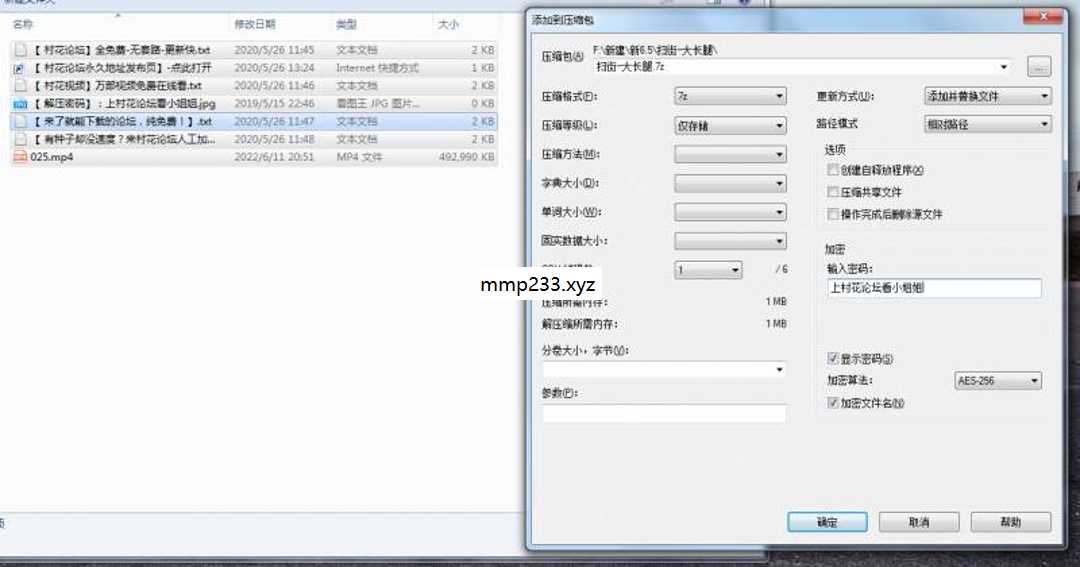 新建文件夹
名称 修改日期 类型 大小
【 村花论坛】全免费-无套路-更新快.txt 2020/5/26 11:45 文本文档 2 KB
【 村花论坛永久地址发布页】-点此打开 2020/5/26 13:24 Internet 快捷方式 1 KB
【 村花视频】万部视频免费在线看.txt 2020/5/26 11:46 文本文档 2 KB
【 解压密码】：上村花论坛看小姐姐.jpg 2019/5/15 22:46 看图王 JPG 图片... 0 KB
【 来了就能下载的论坛，纯免费！】.txt 2020/5/26 11:47 文本文档 2 KB
【 有种子却没速度？来村花论坛人工加... 2020/5/26 11:48 文本文档 2 KB
025.mp4 2022/6/11 20:51 MP4 文件 492,990 KB
添加到压缩包
压缩包(A) F:\新建\新6.5\扫街-大长腿\
扫街-大长腿.7z ...
压缩格式(F): 7z
压缩等级(L): 仅存储
压缩方法(M):
字典大小(D):
单词大小(W):
固实数据大小:
1 / 6
压缩所需内存: 1 MB
解压缩所需内存: 1 MB
分卷大小，字节(V):
参数(P):
更新方式(U): 添加并替换文件
路径模式 相对路径
选项
创建自释放程序(X)
压缩共享文件
操作完成后删除源文件
加密
输入密码:
上村花论坛看小姐姐
显示密码(S)
加密算法: AES-256
加密文件名(N)
确定 取消 帮助
mmp233.xyz